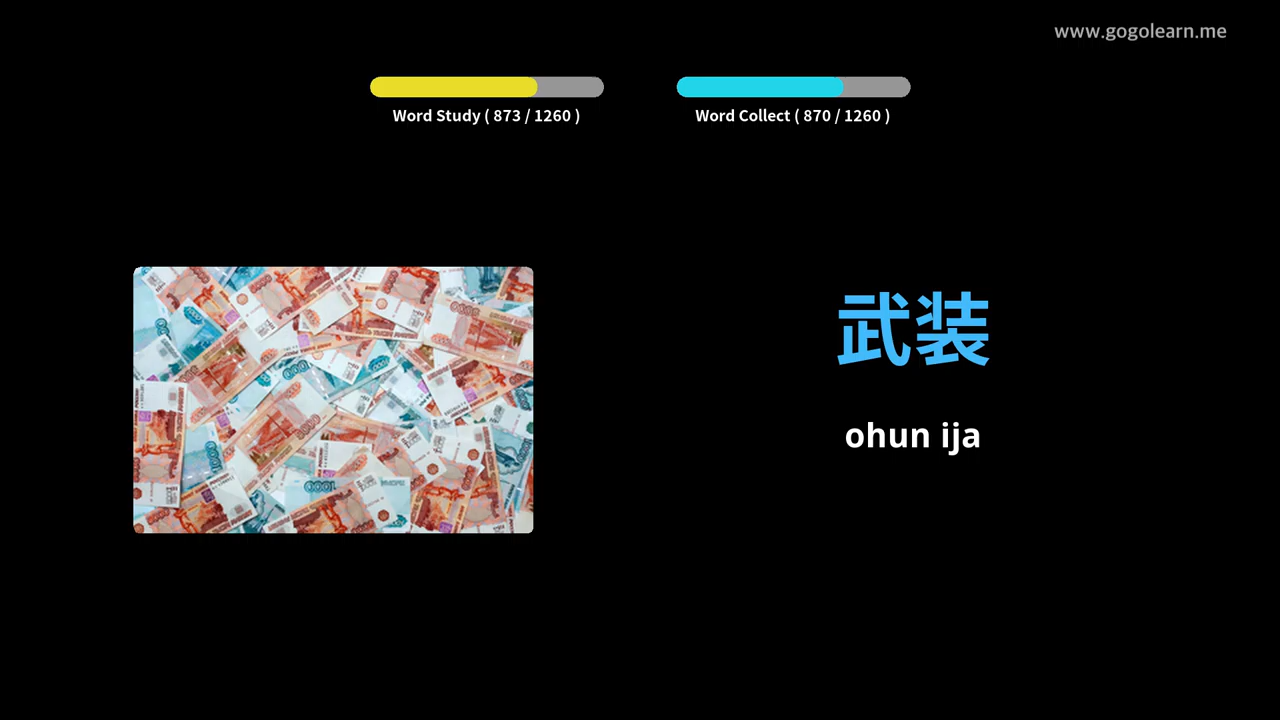 www.gogolearn.me
Word Study ( 873 / 1260 )
Word Collect ( 870 / 1260 )
武装
ohun ija